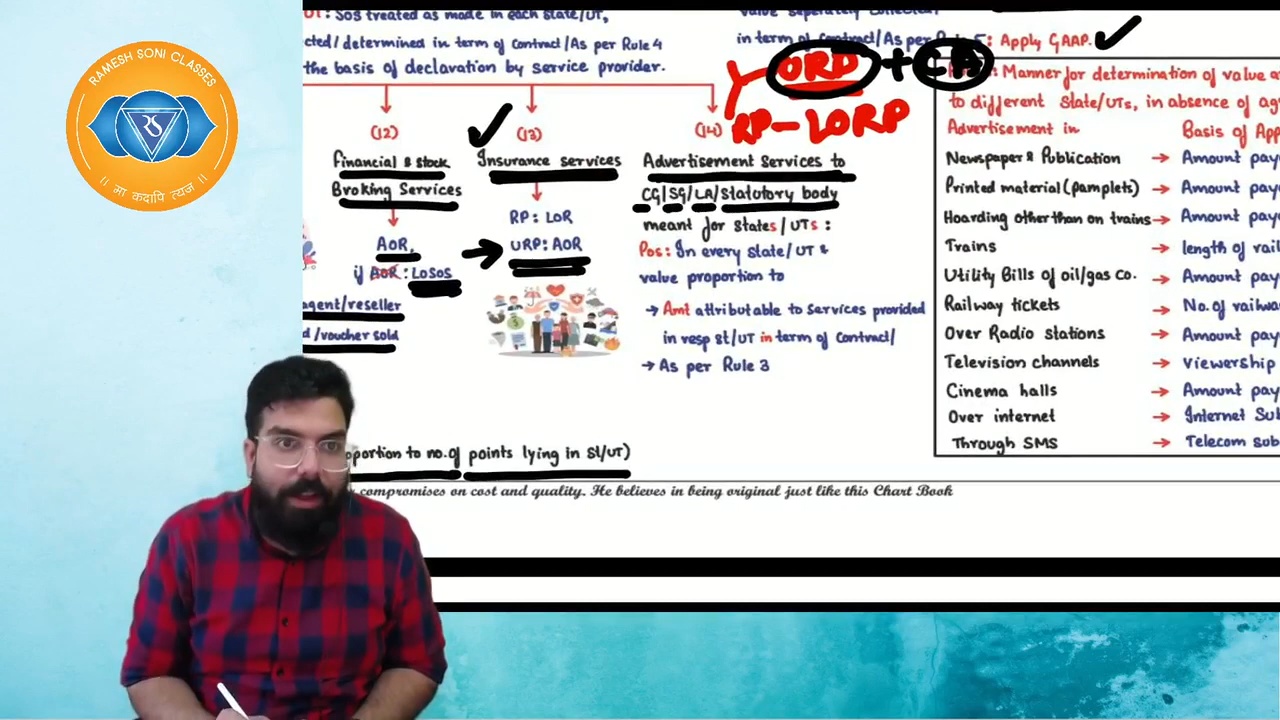 RAMESH SONI CLASSES
RS
॥ मा कदापि त्यज ॥
UT: SoS treated as made in each state/UT,
cted/determined in term of Contract/As per Rule 4
the basis of declavation by service provider.
value seperately collect
in term of Contract/As per Rule 5: Apply GAAP.
ORD +
RP - LORP
(12)
Financial & stock
Broking Services
AOR,
if AOR : LOSOS
agent/reseller
d/voucher sold
(13)
Insurance services
RP: LOR
URP: AOR
(14)
Advertisement Services to
CG/SG/LA/Statutory body
meant for States/UTs :
Pos: In every state/UT &
value proportion to
→ Amt attributable to Services provided
in resp st/UT in term of Contract/
→ As per Rule 3
portion to no.of points lying in St/UT)
: Manner for determination of value a
to different State/UTs, in absence of ag
Advertisement in Basis of App
Newspaper & Publication → Amount pay
Printed material (pamplets) → Amount pay
Hoarding other than on trains → Amount pay
Trains → length of rail
Utility Bills of oil/gas Co. → Amount pay
Railway tickets → No. of railwa
Over Radio stations → Amount pay
Television channels → Viewership
Cinema halls → Amount pay
Over internet → Internet Sub
Through SMS → Telecom sub
compromises on cost and quality. He believes in being original just like this Chart Book